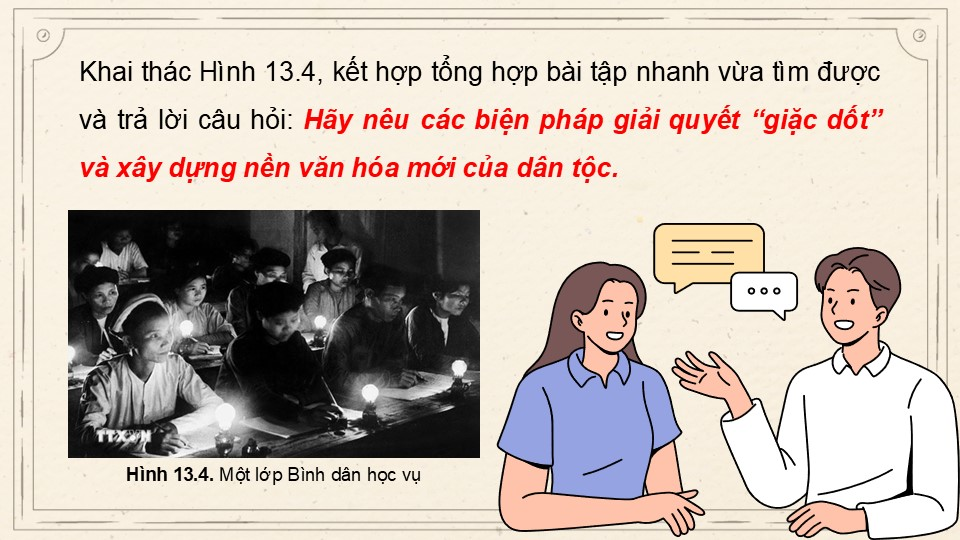 Khai thác Hình 13.4, kết hợp tổng hợp bài tập nhanh vừa tìm được
và trả lời câu hỏi: Hãy nêu các biện pháp giải quyết “giặc dốt”
và xây dựng nền văn hóa mới của dân tộc.
TTXVN
Hình 13.4. Một lớp Bình dân học vụ